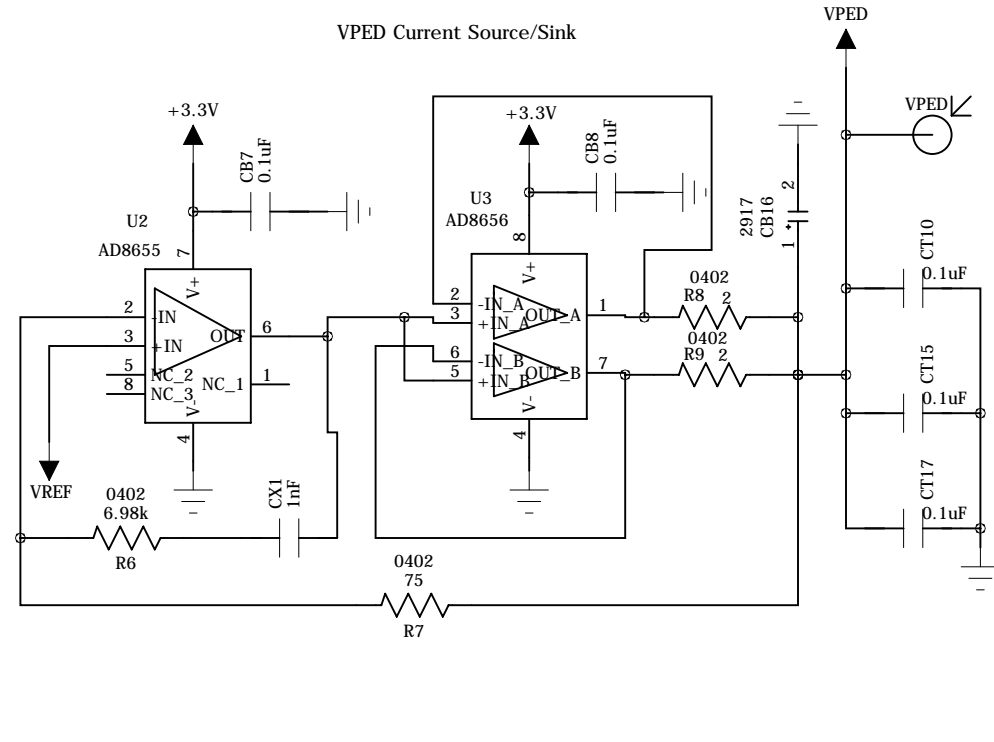 VPED Current Source/Sink
VPED
VPED
+3.3V
CB7
0.1uF
+3.3V
CB8
0.1uF
U2
AD8655
7
V+
2
-IN
3
+IN
5
NC_2
8
NC_3
OUT
6
NC_1
1
V-
4
VREF
0402
6.98k
R6
CX1
1nF
U3
AD8656
8
V+
2
-IN_A
3
+IN_A
OUT_A
1
6
-IN_B
5
+IN_B
OUT_B
7
V-
4
0402
R8
2
0402
R9
2
2917
CB16
2
1
CT10
0.1uF
CT15
0.1uF
CT17
0.1uF
0402
75
R7